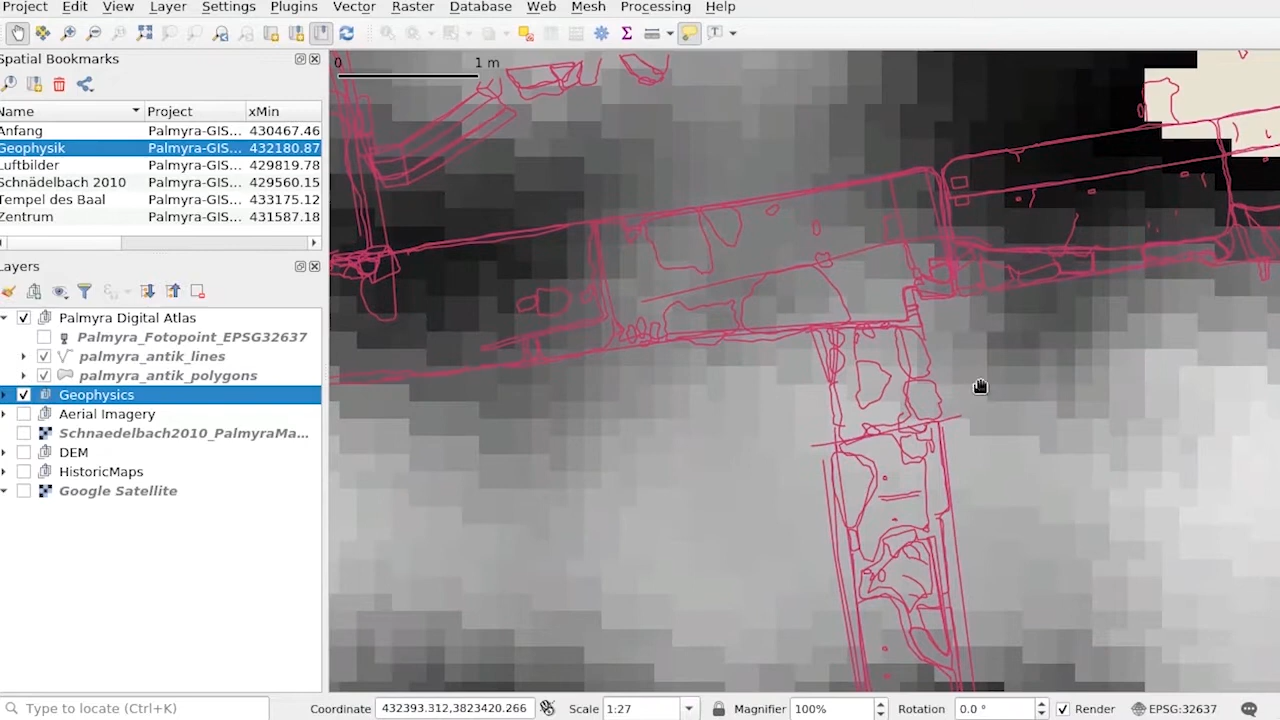 Project Edit View Layer Settings Plugins Vector Raster Database Web Mesh Processing Help
Spatial Bookmarks
Name Project xMin
Anfang Palmyra-GIS... 430467.46
Geophysik Palmyra-GIS... 432180.87
Luftbilder Palmyra-GIS... 429819.78
Schnädelbach 2010 Palmyra-GIS... 429560.15
Tempel des Baal Palmyra-GIS... 433175.12
Zentrum Palmyra-GIS... 431587.18
Layers
Palmyra Digital Atlas
Palmyra_Fotopoint_EPSG32637
palmyra_antik_lines
palmyra_antik_polygons
Geophysics
Aerial Imagery
Schnaedelbach2010_PalmyraMa...
DEM
HistoricMaps
Google Satellite
0 1 m
Type to locate (Ctrl+K) Coordinate 432393.312,3823420.266 Scale 1:27 Magnifier 100% Rotation 0.0 ° Render EPSG:32637